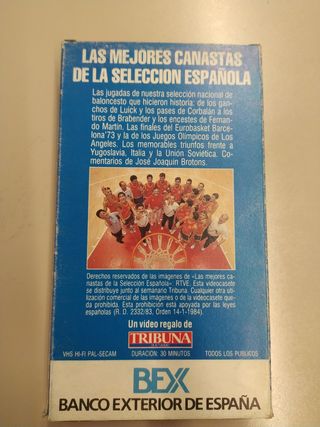 LAS MEJORES CANASTAS
DE LA SELECCION ESPAÑOLA
Las jugadas de nuestra selección nacional de
baloncesto que hicieron historia: de los gan-
chos de Luick y los pases de Corbalán a los
tiros de Brabender y los encestes de Fernan-
do Martín. Las finales del Eurobasket Barce-
lona'73 y la de los Juegos Olímpicos de Los
Angeles. Los memorables triunfos frente a
Yugoslavia, Italia y la Unión Soviética. Co-
mentarios de José Joaquín Brotons.
Derechos reservados de las imágenes de «Las mejores ca-
nastas de la Selección Española» RTVE. Esta videocasete
se distribuye junto al semanario Tribuna. Cualquier otra uti-
lización comercial de las imágenes o de la videocasete que-
da prohibida. Esta prohibición está apoyada por las leyes
españolas (R. D. 2332/83, Orden 14-1-1984).
Un vídeo regalo de
TRIBUNA
VHS HI-FI PAL-SECAM DURACION: 30 MINUTOS TODOS LOS PUBLICOS
BEX
BANCO EXTERIOR DE ESPAÑA